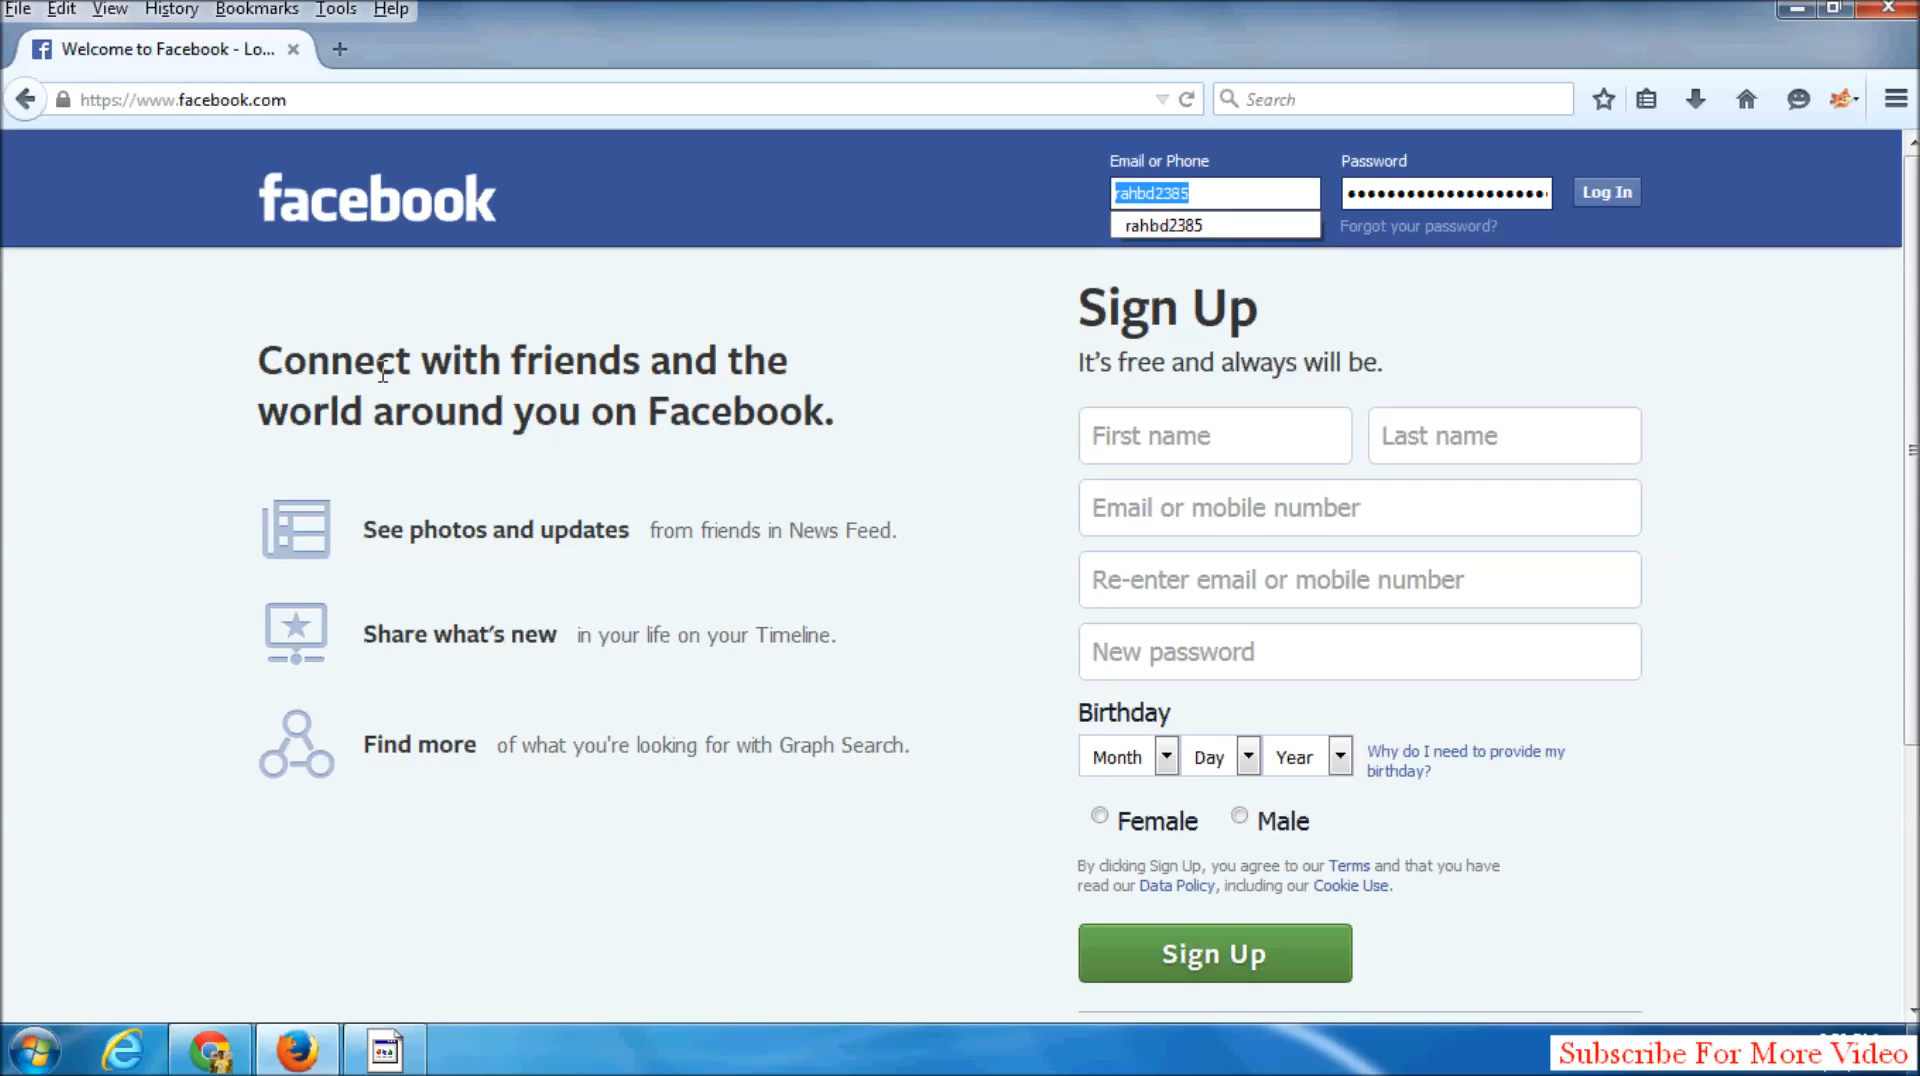 File Edit View History Bookmarks Tools Help
Welcome to Facebook - Lo...
https://www.facebook.com
Search
facebook
Email or Phone
Password
rahbd2385
Log In
rahbd2385
Forgot your password?
Connect with friends and the
world around you on Facebook.
See photos and updates from friends in News Feed.
Share what's new in your life on your Timeline.
Find more of what you're looking for with Graph Search.
Sign Up
It's free and always will be.
First name
Last name
Email or mobile number
Re-enter email or mobile number
New password
Birthday
Month Day Year
Why do I need to provide my
birthday?
Female Male
By clicking Sign Up, you agree to our Terms and that you have
read our Data Policy, including our Cookie Use.
Sign Up
Subscribe For More Video